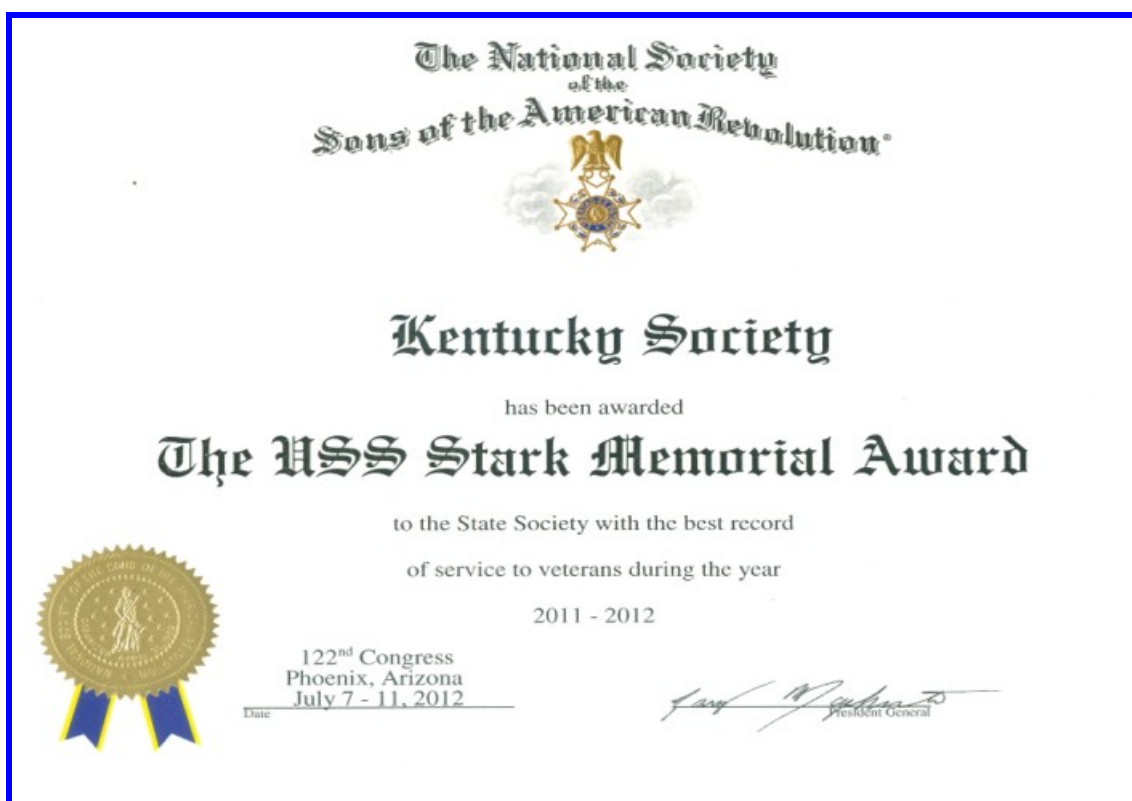 The National Society
of the
Sons of the American Revolution®
Kentucky Society
has been awarded
The USS Stark Memorial Award
to the State Society with the best record
of service to veterans during the year
2011 - 2012
122nd Congress
Phoenix, Arizona
July 7 - 11, 2012
Date
President General